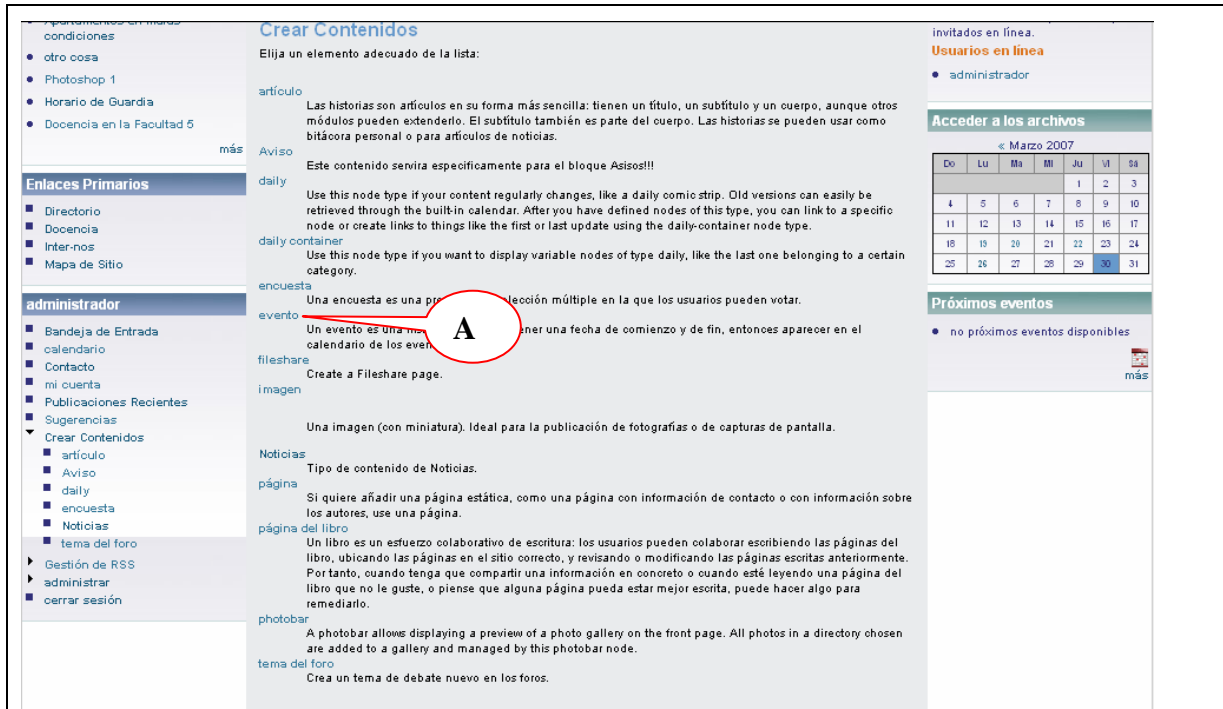 Apartamentos en malas
condiciones
otro cosa
Photoshop 1
Horario de Guardia
Docencia en la Facultad 5
más
Enlaces Primarios
Directorio
Docencia
Inter-nos
Mapa de Sitio
administrador
Bandeja de Entrada
calendario
Contacto
mi cuenta
Publicaciones Recientes
Sugerencias
Crear Contenidos
artículo
Aviso
daily
encuesta
Noticias
tema del foro
Gestión de RSS
administrar
cerrar sesión
Crear Contenidos
Elija un elemento adecuado de la lista:
artículo
Las historias son artículos en su forma más sencilla: tienen un título, un subtítulo y un cuerpo, aunque otros
módulos pueden extenderlo. El subtítulo también es parte del cuerpo. Las historias se pueden usar como
bitácora personal o para artículos de noticias.
Aviso
Este contenido servira especificamente para el bloque Asisos!!!
daily
Use this node type if your content regularly changes, like a daily comic strip. Old versions can easily be
retrieved through the built-in calendar. After you have defined nodes of this type, you can link to a specific
node or create links to things like the first or last update using the daily-container node type.
daily container
Use this node type if you want to display variable nodes of type daily, like the last one belonging to a certain
category.
encuesta
Una encuesta es una elección múltiple en la que los usuarios pueden votar.
evento
A
Un evento es una tener una fecha de comienzo y de fin, entonces aparecer en el
calendario de los
fileshare
Create a Fileshare page.
imagen
Una imagen (con miniatura). Ideal para la publicación de fotografías o de capturas de pantalla.
Noticias
Tipo de contenido de Noticias.
página
Si quiere añadir una página estática, como una página con información de contacto o con información sobre
los autores, use una página.
página del libro
Un libro es un esfuerzo colaborativo de escritura: los usuarios pueden colaborar escribiendo las páginas del
libro, ubicando las páginas en el sitio correcto, y revisando o modificando las páginas escritas anteriormente.
Por tanto, cuando tenga que compartir una información en concreto o cuando esté leyendo una página del
libro que no le guste, o piense que alguna página pueda estar mejor escrita, puede hacer algo para
remediarlo.
photobar
A photobar allows displaying a preview of a photo gallery on the front page. All photos in a directory chosen
are added to a gallery and managed by this photobar node.
tema del foro
Crea un tema de debate nuevo en los foros.
invitados en línea.
Usuarios en línea
administrador
Acceder a los archivos
« Marzo 2007
Do Lu Ma Mi Ju Vi Sa
1 2 3
4 5 6 7 8 9 10
11 12 13 14 15 16 17
18 19 20 21 22 23 24
25 26 27 28 29 30 31
Próximos eventos
no próximos eventos disponibles
más